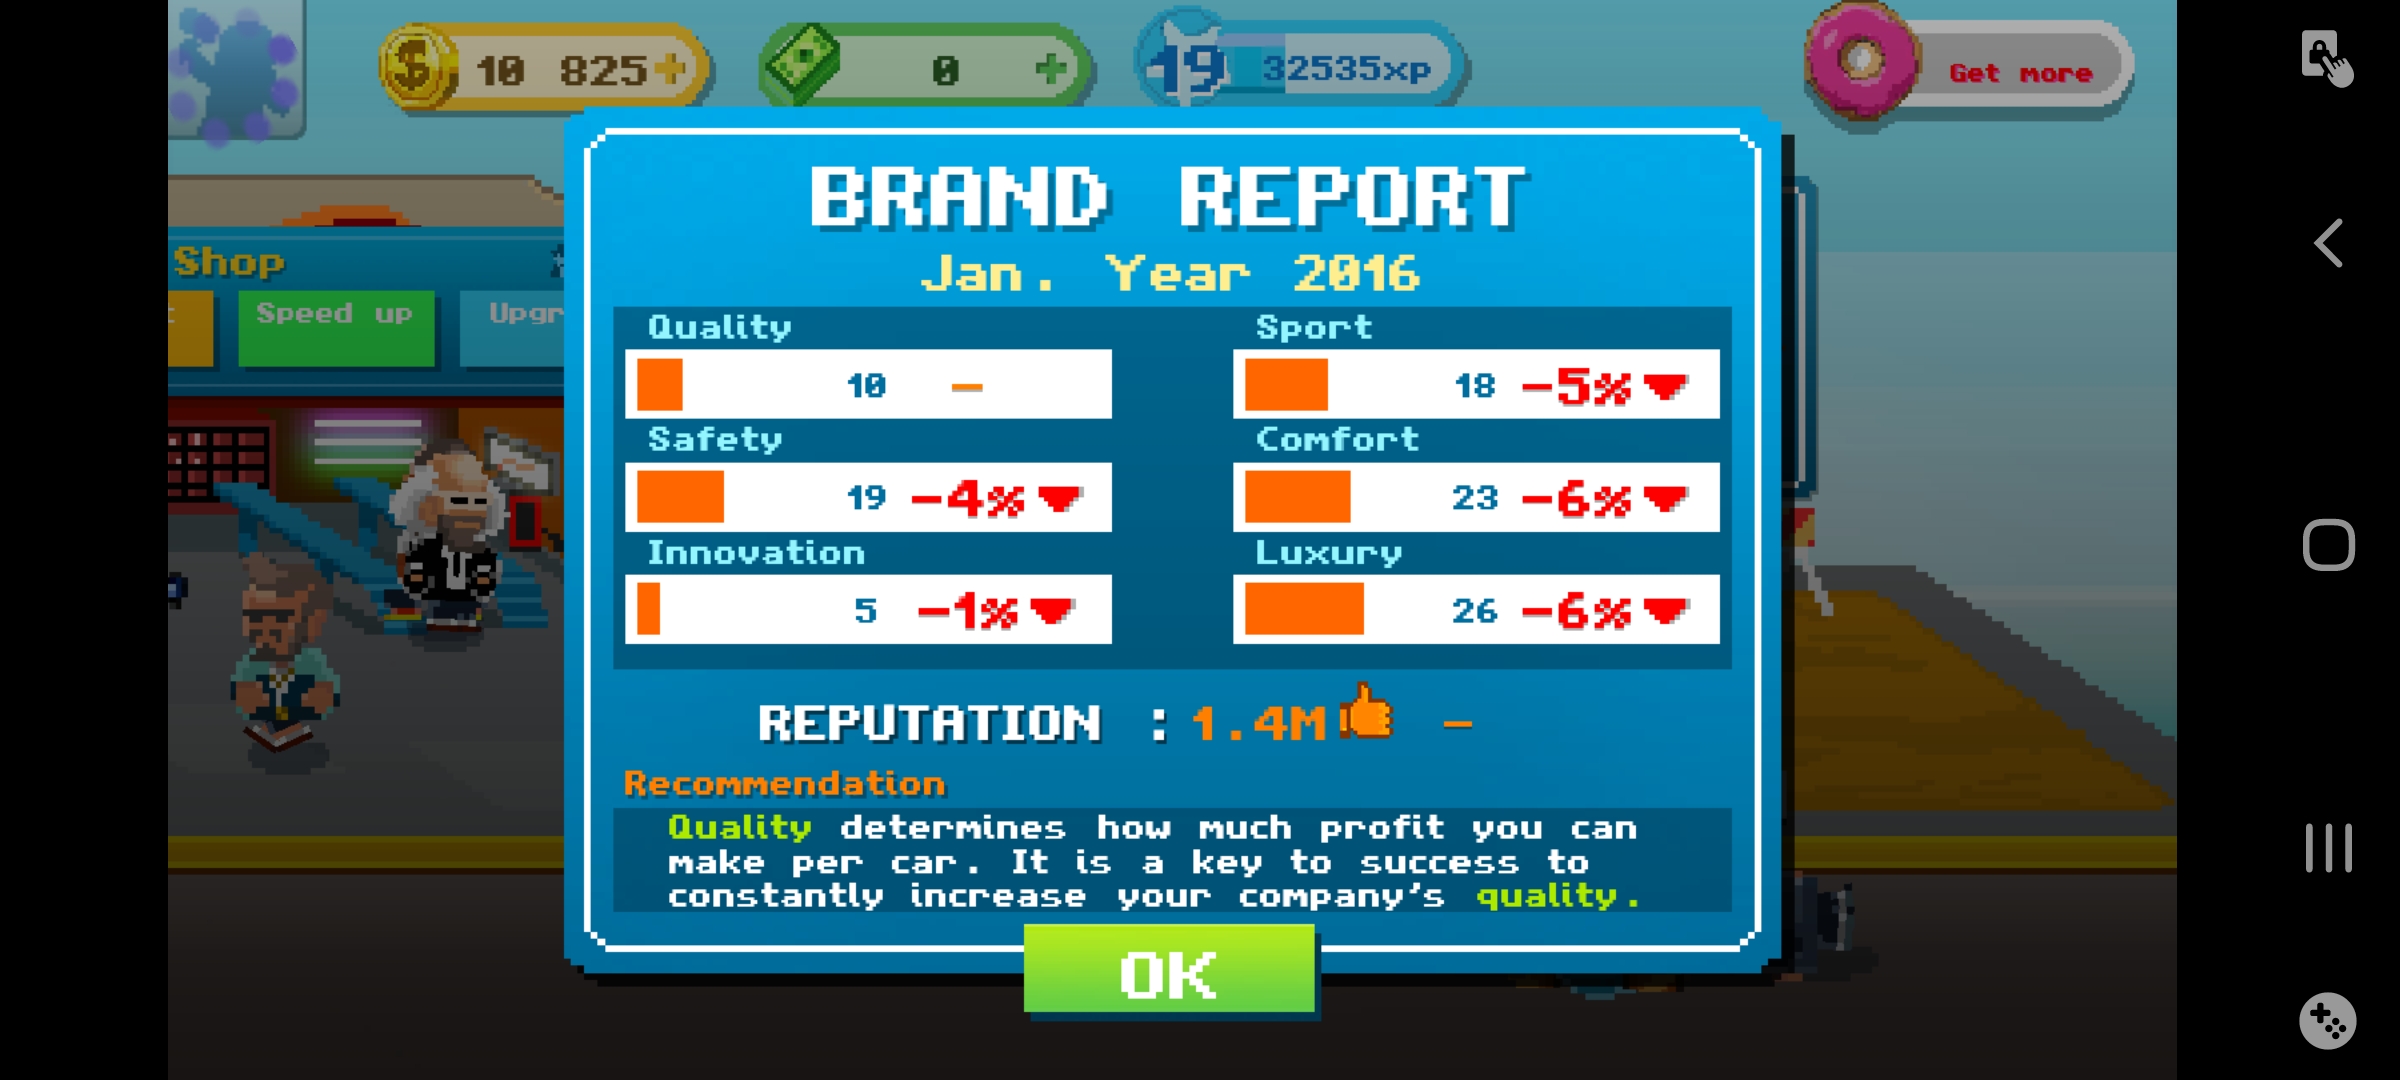 $ 10 825 +
0 +
19 32535xp
Get more
BRAND REPORT
Jan. Year 2016
Shop
Speed up
Upgr
Quality
10 –
Sport
18 -5%
Safety
19 -4%
Comfort
23 -6%
Innovation
5 -1%
Luxury
26 -6%
REPUTATION : 1.4M –
Recommendation
Quality determines how much profit you can
make per car. It is a key to success to
constantly increase your company's quality.
OK